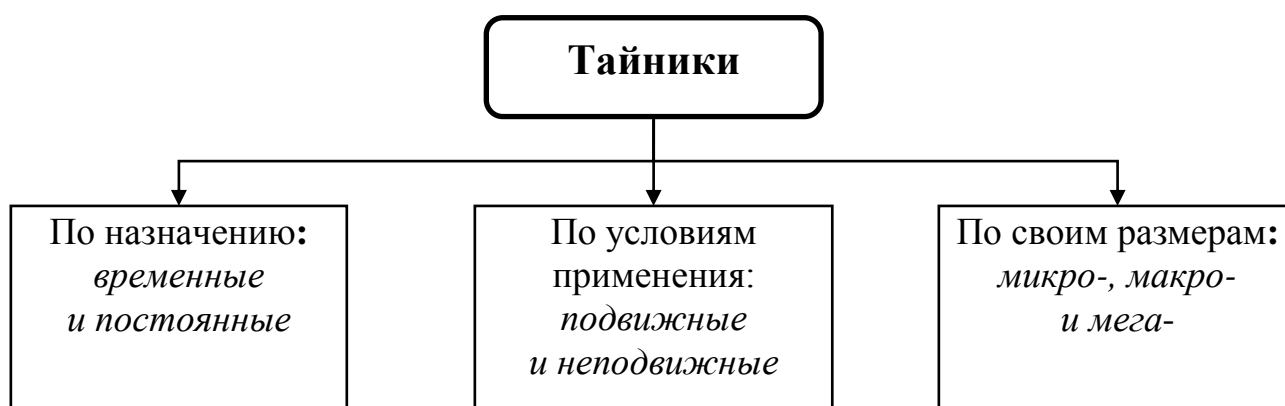 Тайники
По назначению:
временные
и постоянные
По условиям
применения:
подвижные
и неподвижные
По своим размерам:
микро-, макро-
и мега-